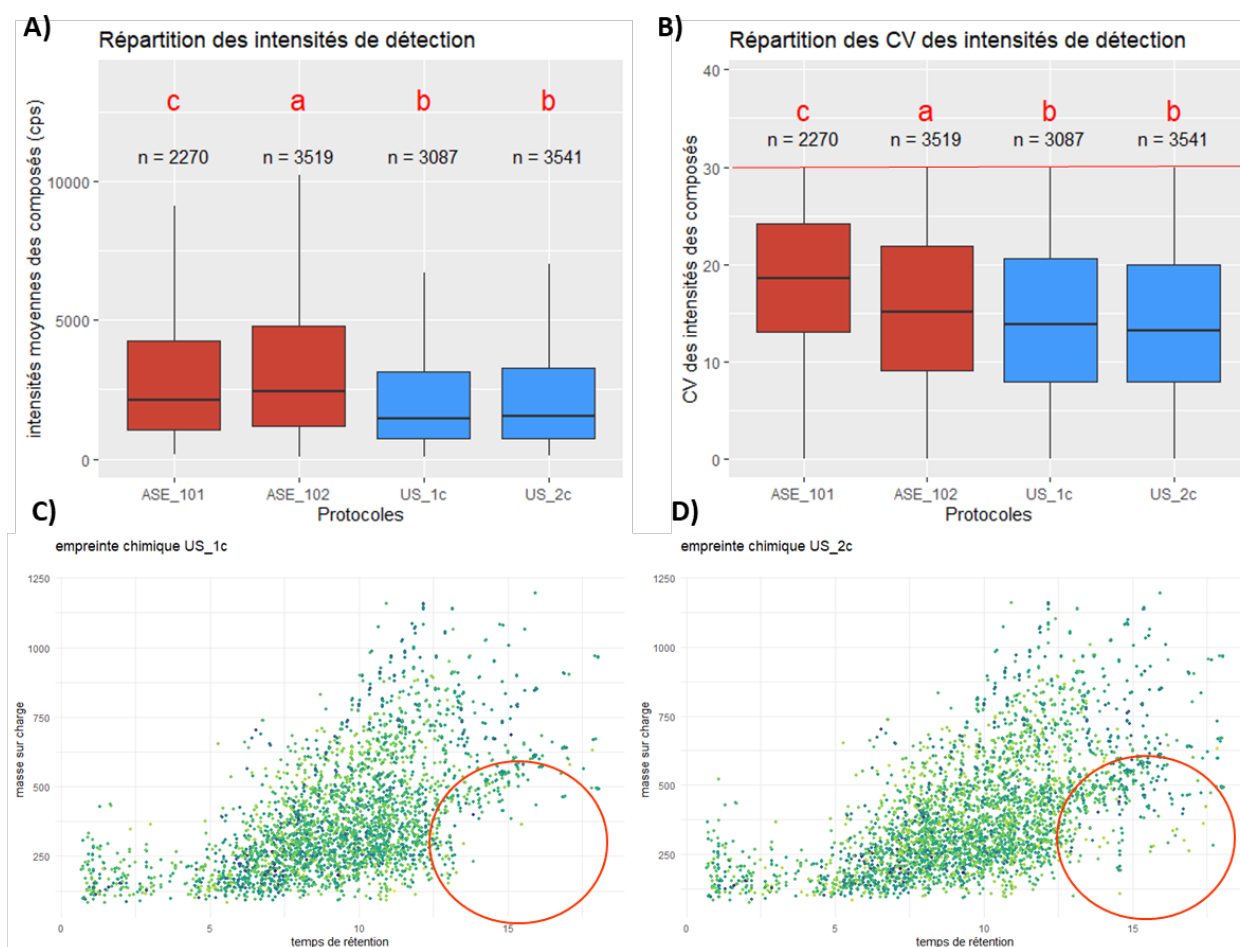 A)
Répartition des intensités de détection
c a b b
n = 2270 n = 3519 n = 3087 n = 3541
intensités moyennes des composés (cps)
10000
5000
0
ASE_101 ASE_102 US_1c US_2c
Protocoles
B)
Répartition des CV des intensités de détection
c a b b
n = 2270 n = 3519 n = 3087 n = 3541
CV des intensités des composés
40
30
20
10
0
ASE_101 ASE_102 US_1c US_2c
Protocoles
C)
empreinte chimique US_1c
masse sur charge
1250
1000
750
500
250
0 5 10 15
temps de rétention
D)
empreinte chimique US_2c
masse sur charge
1250
1000
750
500
250
0 5 10 15
temps de rétention